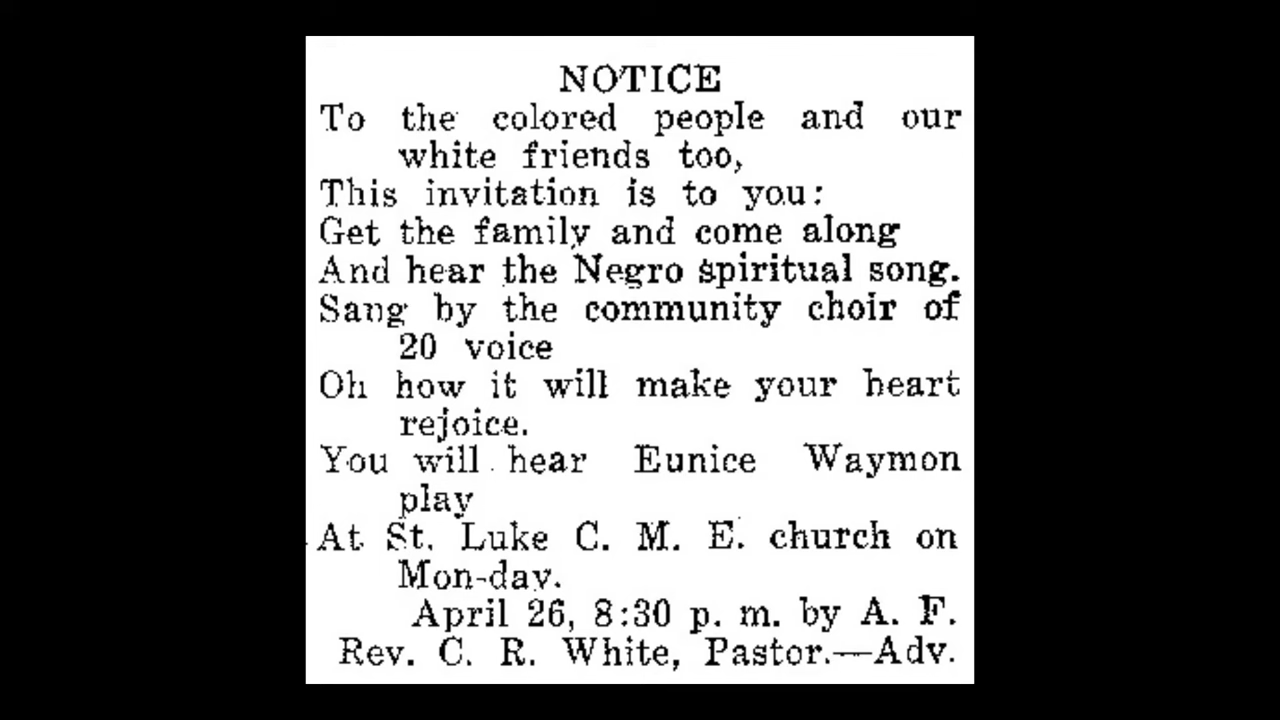 NOTICE
To the colored people and our
white friends too,
This invitation is to you:
Get the family and come along
And hear the Negro spiritual song.
Sang by the community choir of
20 voice
Oh how it will make your heart
rejoice.
You will hear Eunice Waymon
play
At St. Luke C. M. E. church on
Mon-day.
April 26, 8:30 p. m. by A. F.
Rev. C. R. White, Pastor.—Adv.